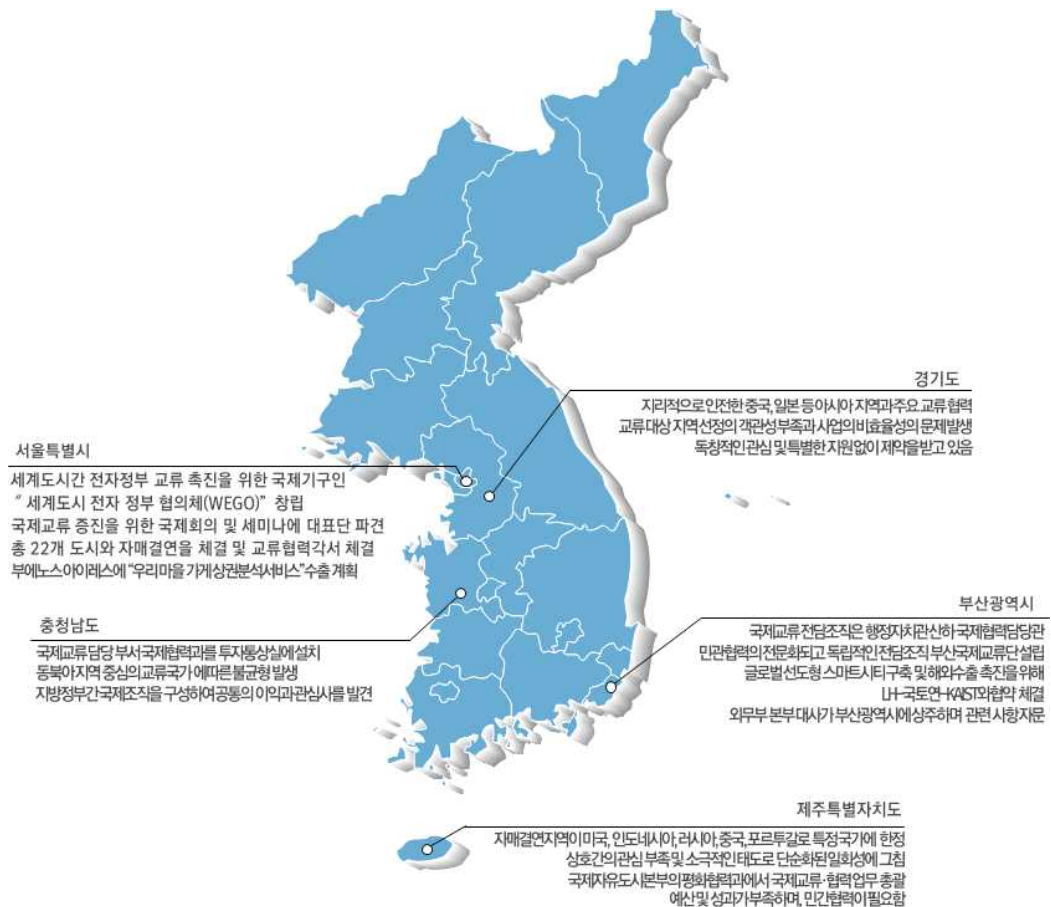 경기도
지리적으로 인전한 중국, 일본 등 아시아 지역과 주요 교류 협력
교류 대상 지역 선정의 객관성 부족과 사업의 비효율성의 문제 발생
독창적인 관심 및 특별한 지원 없이 제약을 받고 있음
서울특별시
세계도시간 전자정부 교류 촉진을 위한 국제기구인
“ 세계도시 전자 정부 협의체(WEGO)” 창립
국제교류 증진을 위한 국제회의 및 세미나에 대표단 파견
총 22개 도시와 자매결연을 체결 및 교류협력각서 체결
부에노스아이레스에 “우리마을 가게 상권분석서비스” 수출 계획
충청남도
국제교류 담당 부서 국제협력과를 투자통상실에 설치
동북아 지역 중심의 교류국가에 따른 불균형 발생
지방정부간 국제조직을 구성하여 공통의 이익과 관심사를 발견
부산광역시
국제교류 전담조직은 행정자치관 산하 국제협력담당관
민관협력의 전문화되고 독립적인 전담조직 부산국제교류단 설립
글로벌 선도형 스마트시티 구축 및 해외수출 촉진을 위해
LH-국토연-KAIST와 협약 체결
외무부 본부 대사가 부산광역시에 상주하며 관련 사항 자문
제주특별자치도
자매결연지역이 미국, 인도네시아, 러시아, 중국, 포르투갈로 특정국가에 한정
상호간의 관심 부족 및 소극적인 태도로 단순화된 일회성에 그침
국제자유도시본부의 평화협력과에서 국제교류·협력 업무 총괄
예산 및 성과가 부족하며, 민간협력이 필요함